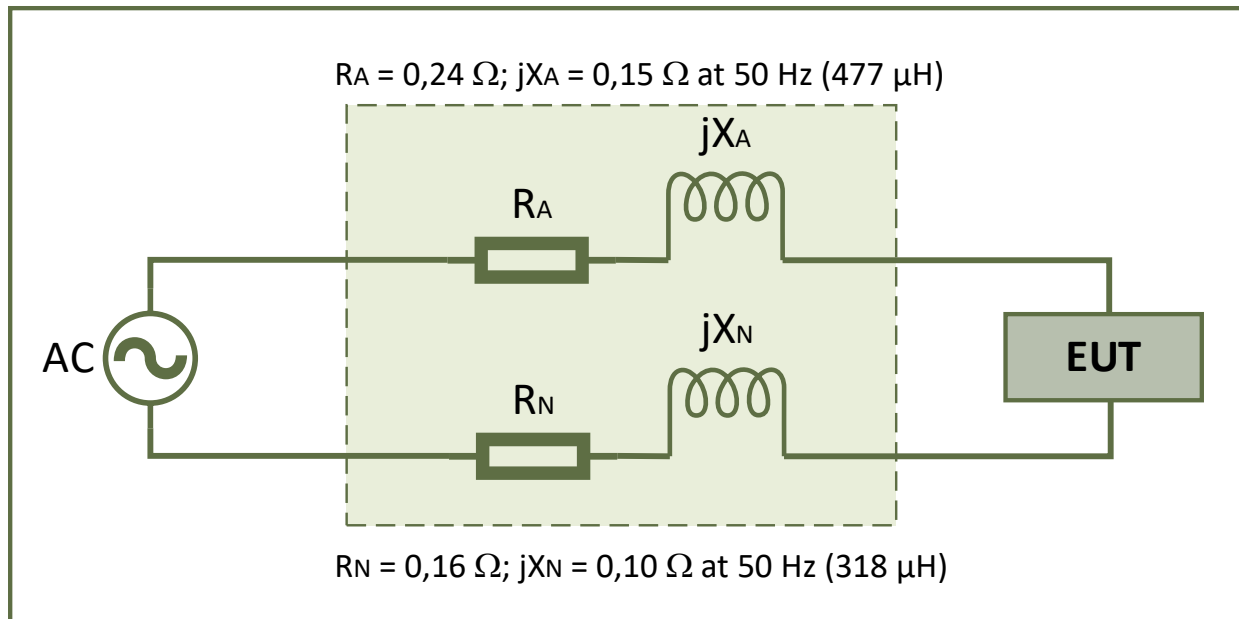 RA = 0,24 Ω; jXA = 0,15 Ω at 50 Hz (477 µH)
jXA
RA
AC
jXN
EUT
RN
RN = 0,16 Ω; jXN = 0,10 Ω at 50 Hz (318 µH)